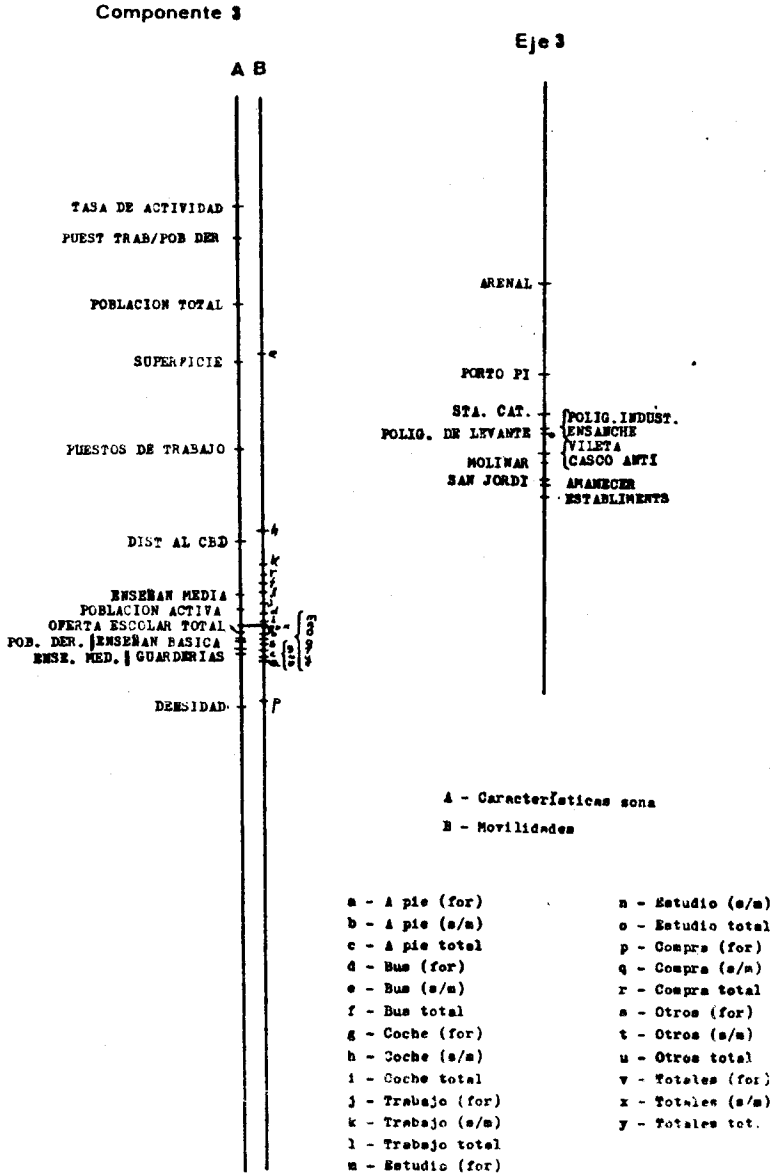 Componente 3
A B
TASA DE ACTIVIDAD
PUEST TRAB/POB DER
POBLACION TOTAL
SUPERFICIE
e
PUESTOS DE TRABAJO
h
DIST AL CBD
k
ENSEÑAN MEDIA
POBLACION ACTIVA
OFERTA ESCOLAR TOTAL
POB. DER. ENSEÑAN BASICA
ENSE. MED. GUARDERIAS
DENSIDAD
p
Eje 3
ARENAL
PORTO PI
STA. CAT.
POLIG. INDUST.
POLIG. DE LEVANTE
ENSANCHE
VILETA
MOLINAR
CASCO ANTI
SAN JORDI
AMANECER
ESTABLIMENTS
A - Características sona
B - Movilidades
a - A pie (for)
b - A pie (s/m)
c - A pie total
d - Bus (for)
e - Bus (s/m)
f - Bus total
g - Coche (for)
h - Coche (s/m)
i - Coche total
j - Trabajo (for)
k - Trabajo (s/m)
l - Trabajo total
m - Estudio (for)
n - Estudio (s/m)
o - Estudio total
p - Compra (for)
q - Compra (s/m)
r - Compra total
s - Otros (for)
t - Otros (s/m)
u - Otros total
v - Totales (for)
x - Totales (s/m)
y - Totales tot.